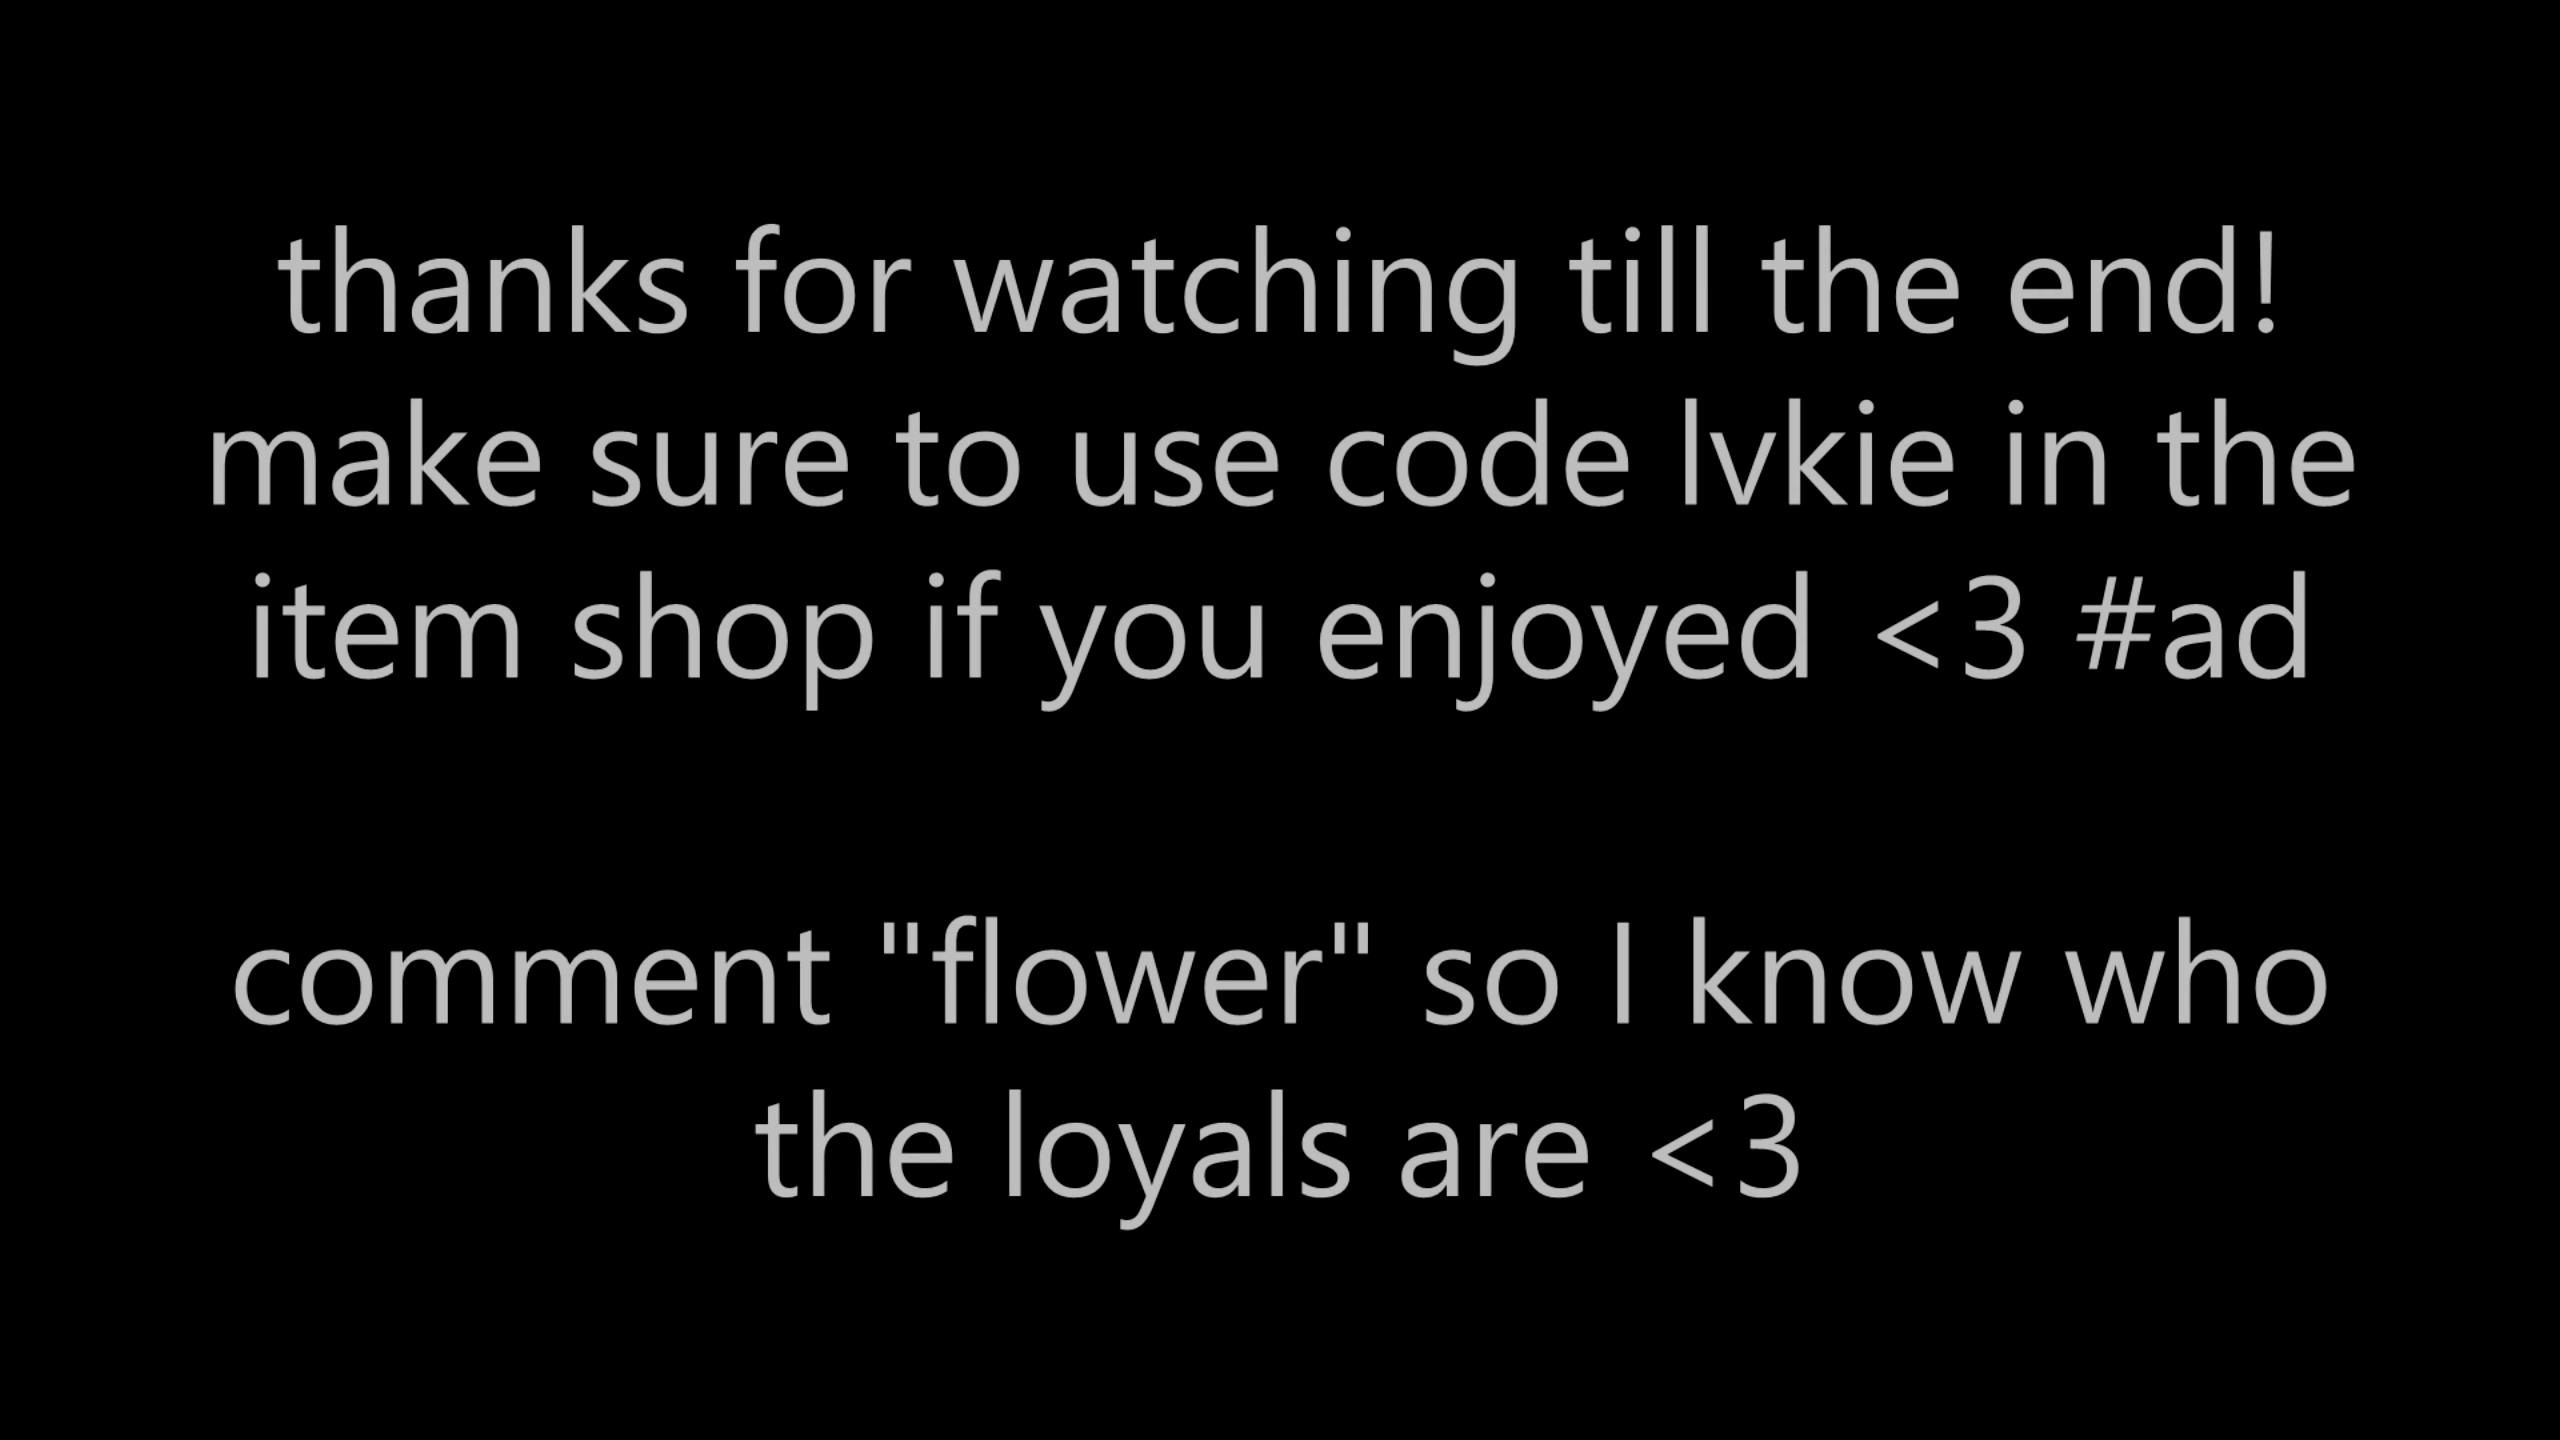 thanks for watching till the end!
make sure to use code lvkie in the
item shop if you enjoyed <3 #ad
comment "flower" so I know who
the loyals are <3